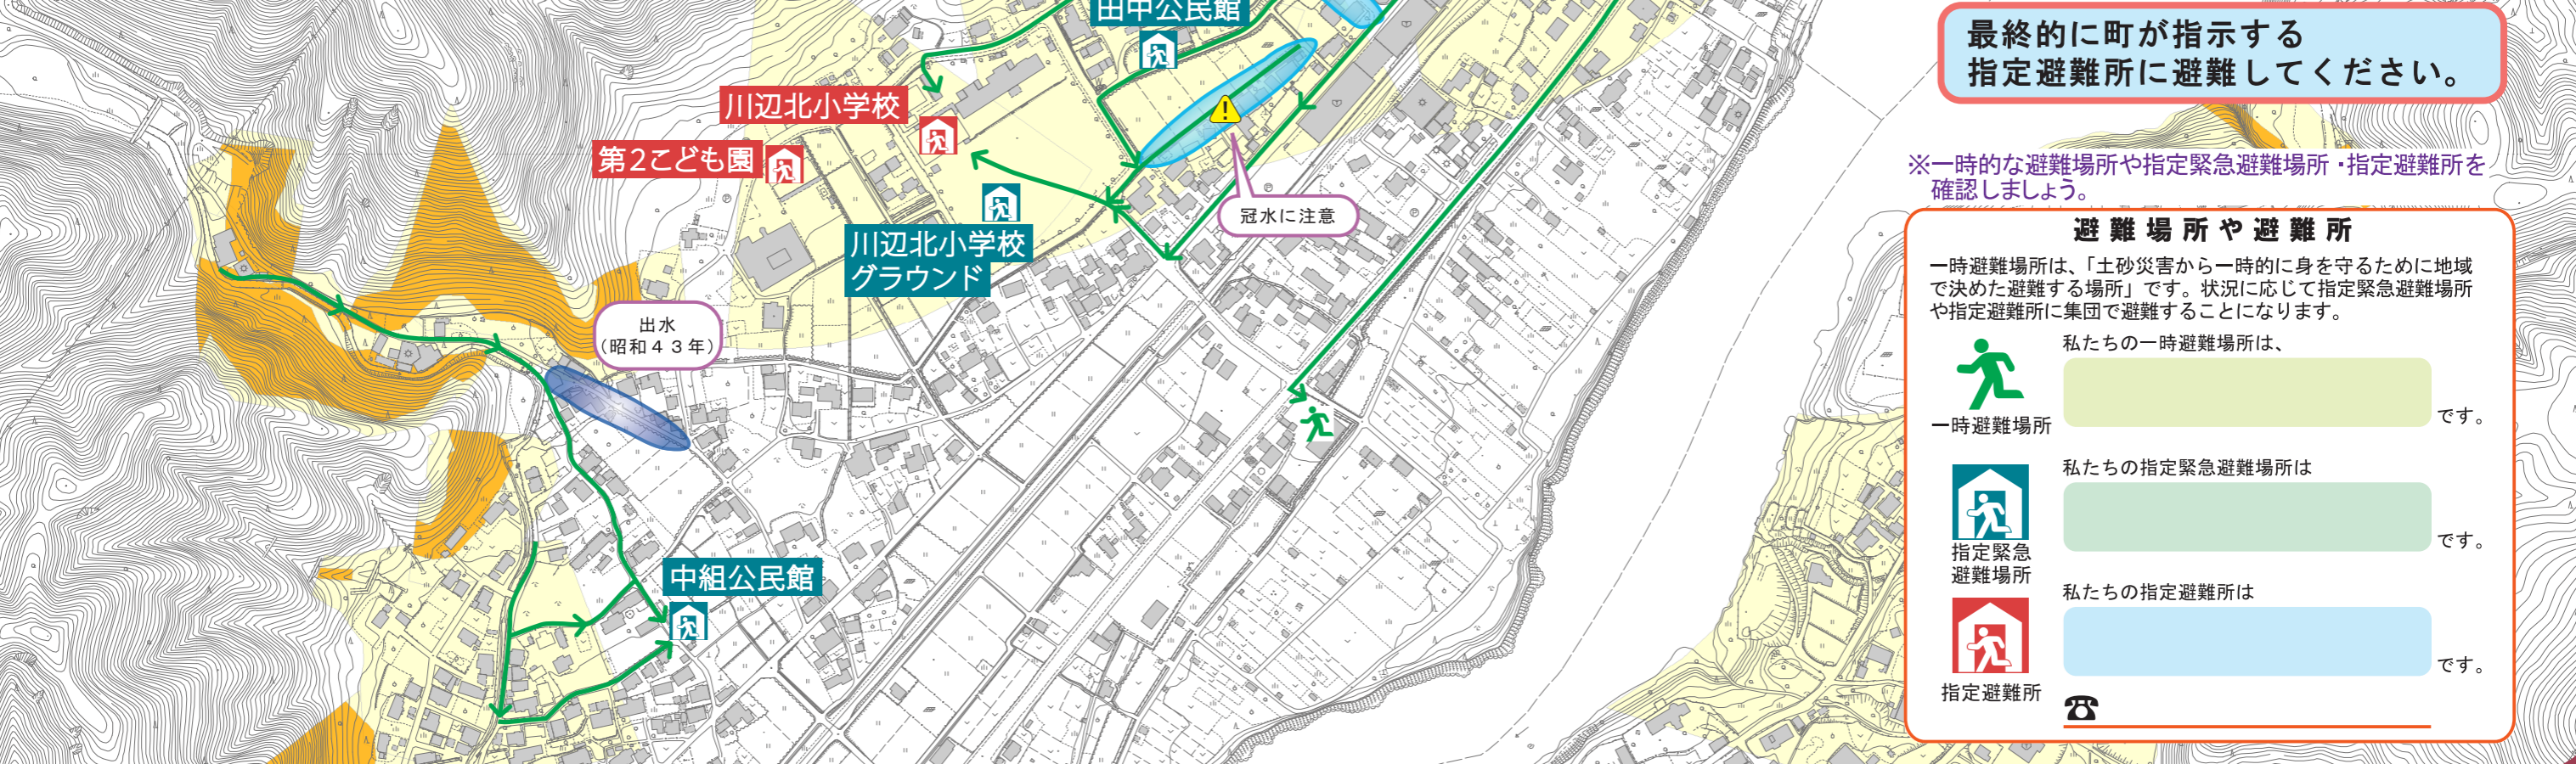 田中公民館
川辺北小学校
第２こども園
川辺北小学校
グラウンド
冠水に注意
出水
（昭和４３年）
中組公民館
最終的に町が指示する
指定避難所に避難してください。
※一時的な避難場所や指定緊急避難場所・指定避難所を
確認しましょう。
避難場所や避難所
一時避難場所は、「土砂災害から一時的に身を守るために地域
で決めた避難する場所」です。状況に応じて指定緊急避難場所
や指定避難所に集団で避難することになります。
私たちの一時避難場所は、
一時避難場所
です。
私たちの指定緊急避難場所は
指定緊急
避難場所
です。
私たちの指定避難所は
指定避難所
です。